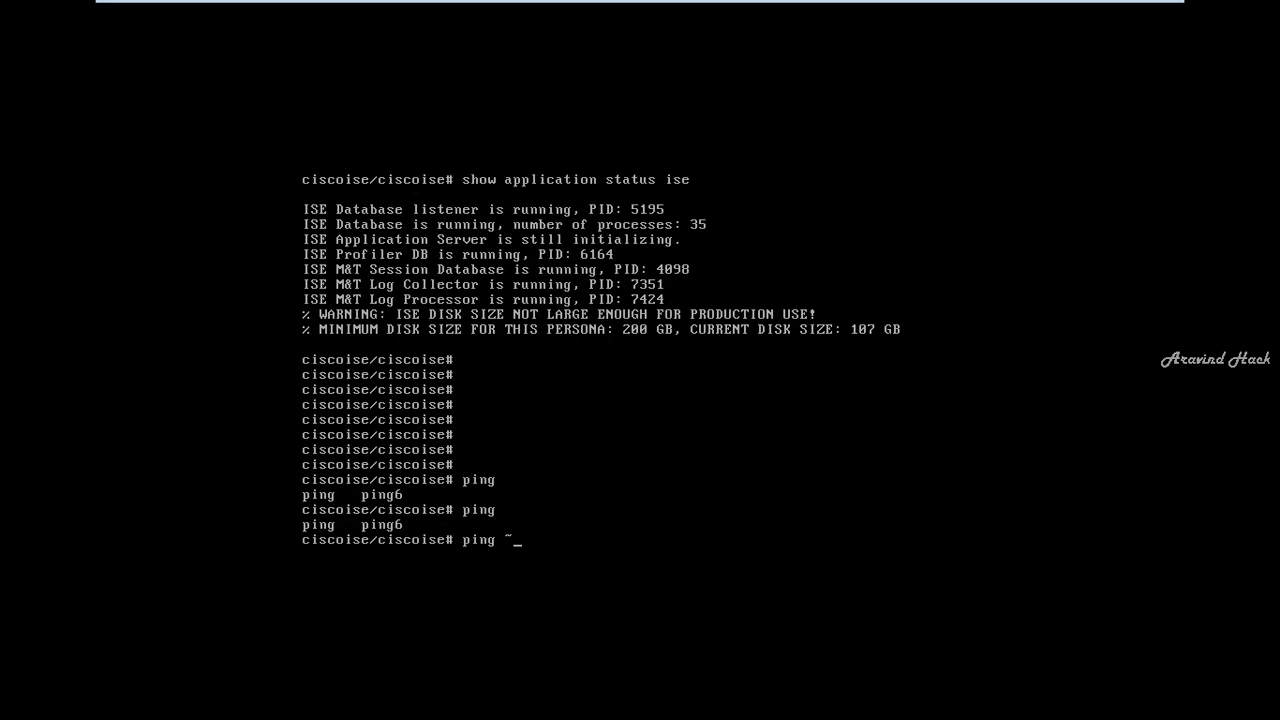 ciscoise/ciscoise# show application status ise
ISE Database listener is running, PID: 5195
ISE Database is running, number of processes: 35
ISE Application Server is still initializing.
ISE Profiler DB is running, PID: 6164
ISE M&T Session Database is running, PID: 4098
ISE M&T Log Collector is running, PID: 7351
ISE M&T Log Processor is running, PID: 7424
% WARNING: ISE DISK SIZE NOT LARGE ENOUGH FOR PRODUCTION USE!
% MINIMUM DISK SIZE FOR THIS PERSONA: 200 GB, CURRENT DISK SIZE: 107 GB
ciscoise/ciscoise#
ciscoise/ciscoise#
ciscoise/ciscoise#
ciscoise/ciscoise#
ciscoise/ciscoise#
ciscoise/ciscoise#
ciscoise/ciscoise#
ciscoise/ciscoise#
ciscoise/ciscoise# ping
ping   ping6
ciscoise/ciscoise# ping
ping   ping6
ciscoise/ciscoise# ping ~_
Aravind Hack